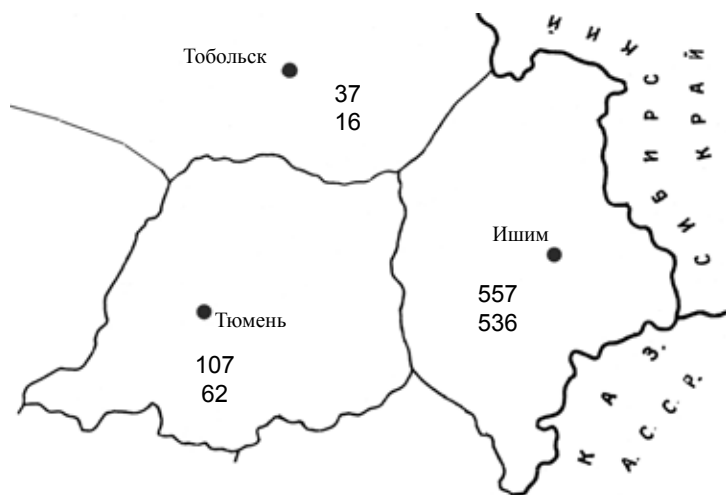 Тобольск
37
16
СИБИРСКИЙ
КРАЙ
Ишим
557
536
Тюмень
107
62
КАЗ.
А.С.С.Р.